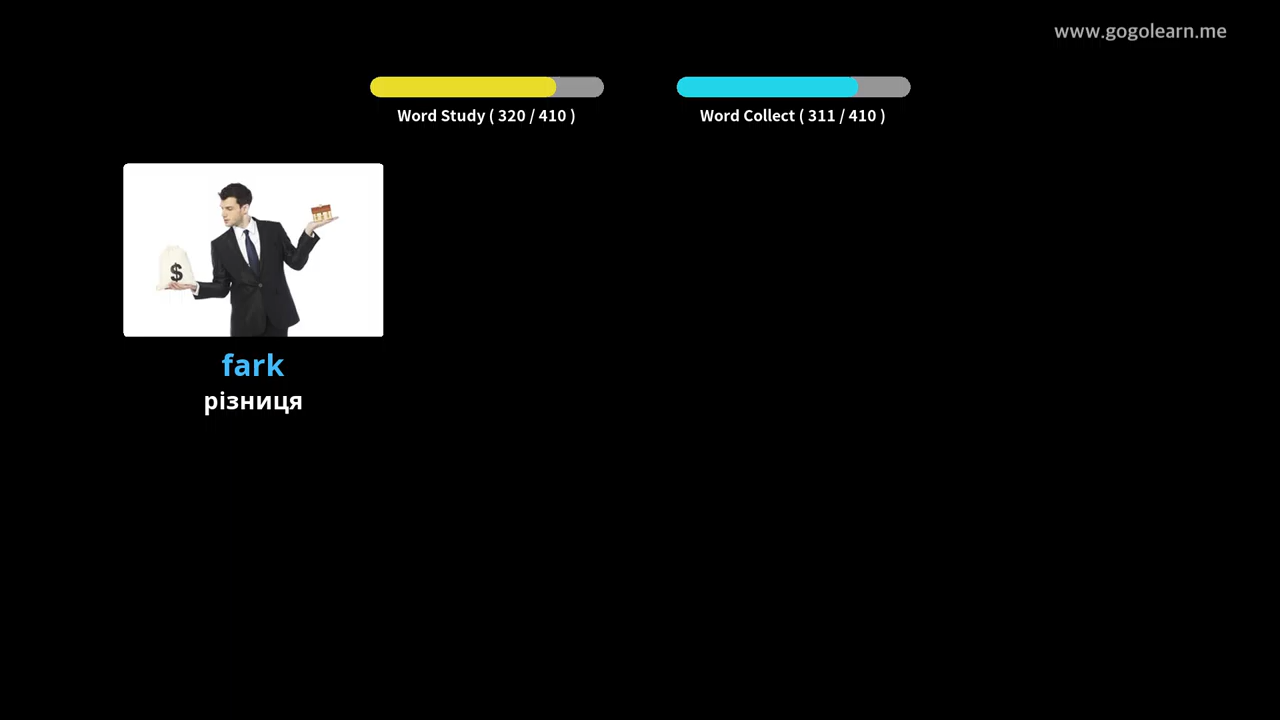 www.gogolearn.me
Word Study ( 320 / 410 )
Word Collect ( 311 / 410 )
$
fark
різниця